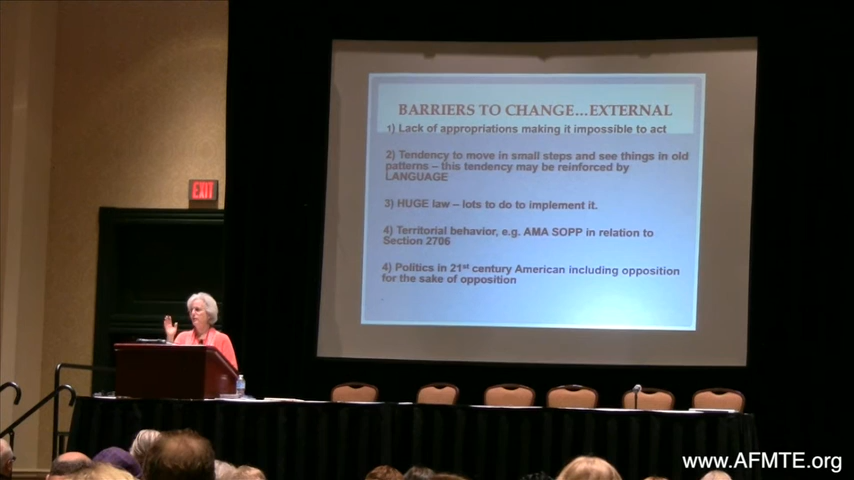 BARRIERS TO CHANGE...EXTERNAL
1) Lack of appropriations making it impossible to act
2) Tendency to move in small steps and see things in old
patterns – this tendency may be reinforced by
LANGUAGE
3) HUGE law – lots to do to implement it.
4) Territorial behavior, e.g. AMA SOPP in relation to
Section 2706
4) Politics in 21st century American including opposition
for the sake of opposition
EXIT
www.AFMTE.org